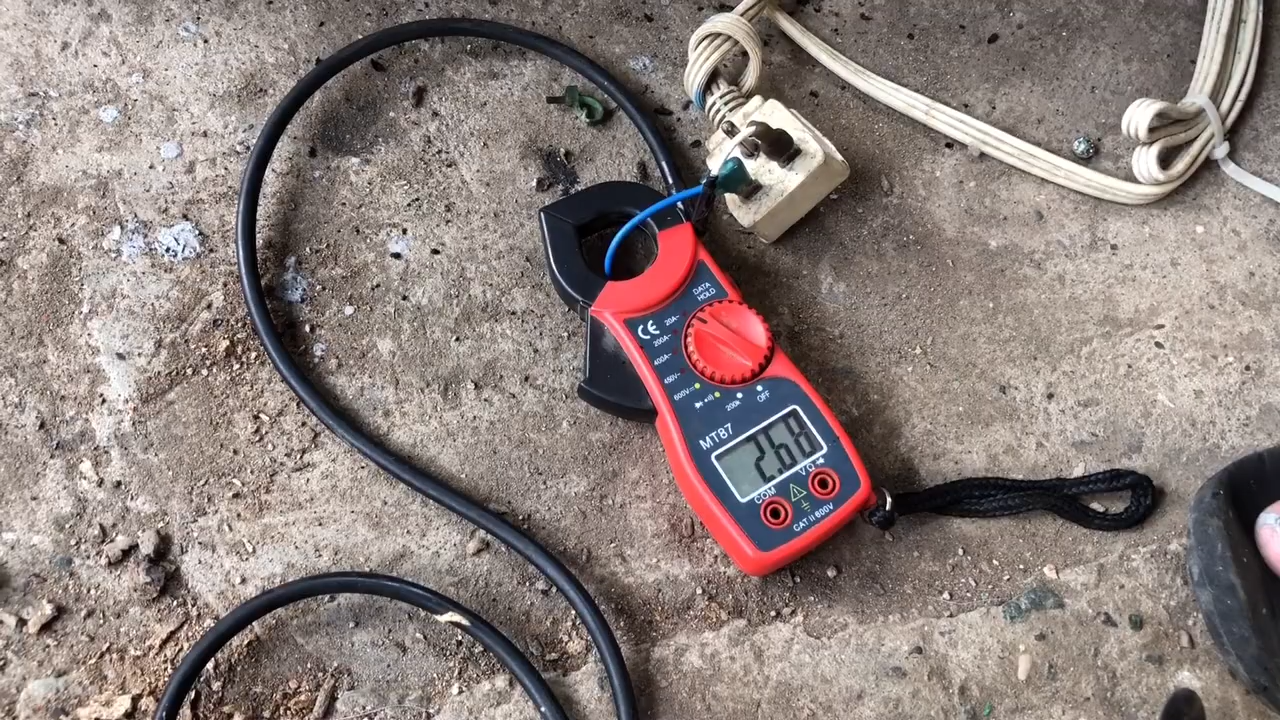 DATA
HOLD
CE
20A~
200A~
400A~
450V~
600V⎓
200k
OFF
MT87
2.68
COM
VΩ
CAT II 600V